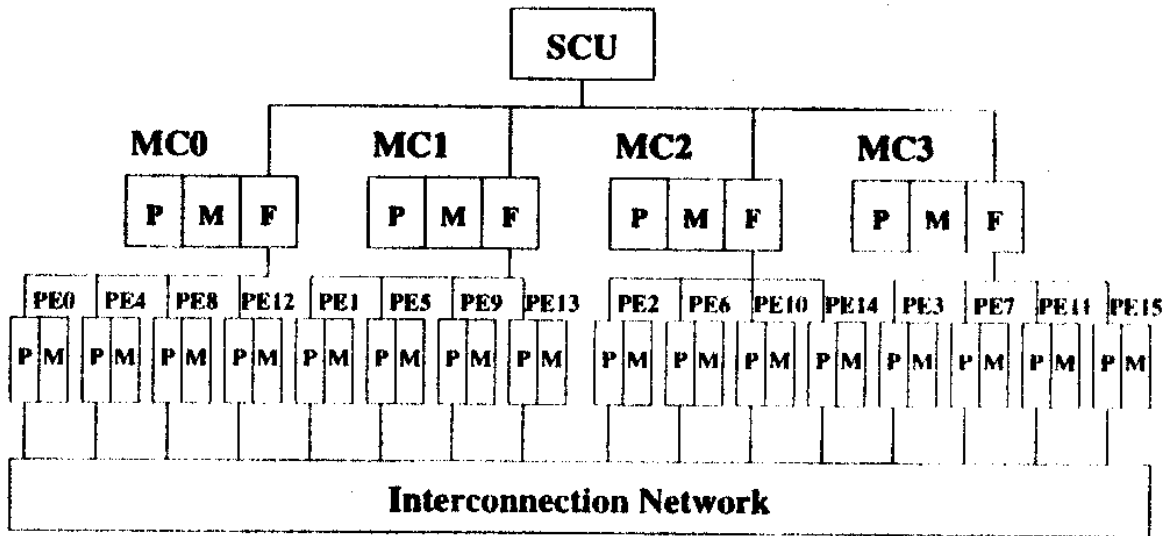 SCU
MC0 MC1 MC2 MC3
P M F P M F P M F P M F
PE0 PE4 PE8 PE12 PE1 PE5 PE9 PE13 PE2 PE6 PE10 PE14 PE3 PE7 PE11 PE15
P M P M P M P M P M P M P M P M P M P M P M P M P M P M P M P M
Interconnection Network